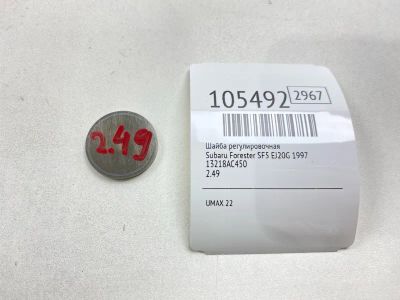 2.49
105492 2967
Шайба регулировочная
Subaru Forester SF5 EJ20G 1997
13218AC450
2.49
UMAX 22